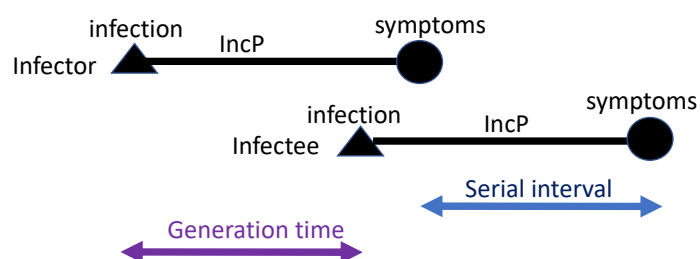 infection
symptoms
IncP
Infector
symptoms
infection
IncP
Infectee
Serial interval
Generation time